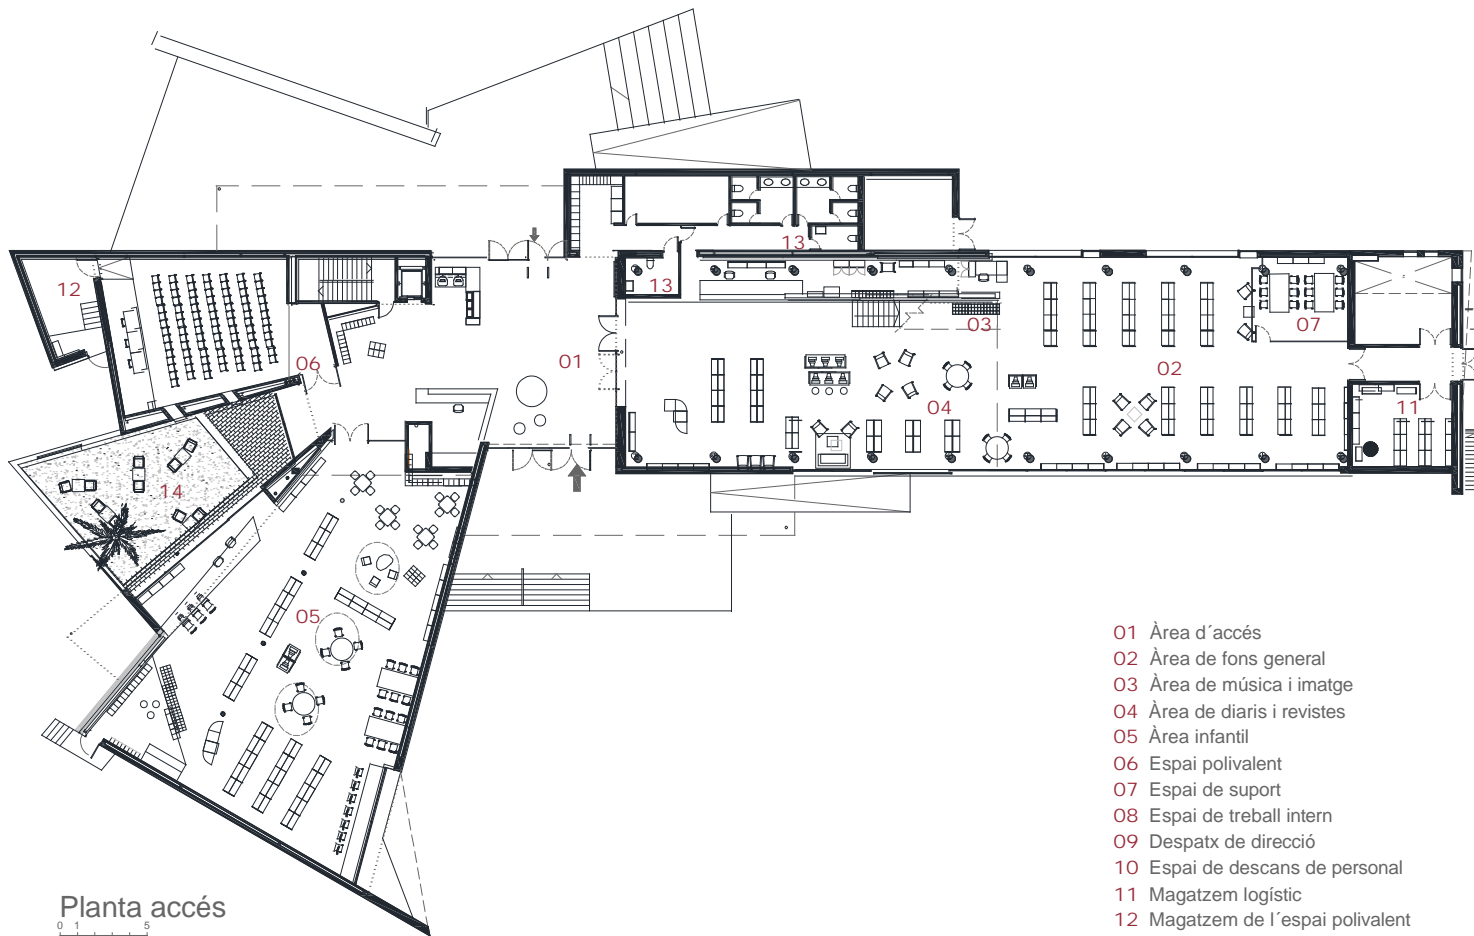 12
06
01
13
13
03
07
02
04
11
14
05
01 Àrea d´accés
02 Àrea de fons general
03 Àrea de música i imatge
04 Àrea de diaris i revistes
05 Àrea infantil
06 Espai polivalent
07 Espai de suport
08 Espai de treball intern
09 Despatx de direcció
10 Espai de descans de personal
11 Magatzem logístic
12 Magatzem de l´espai polivalent
Planta accés
0 1 5